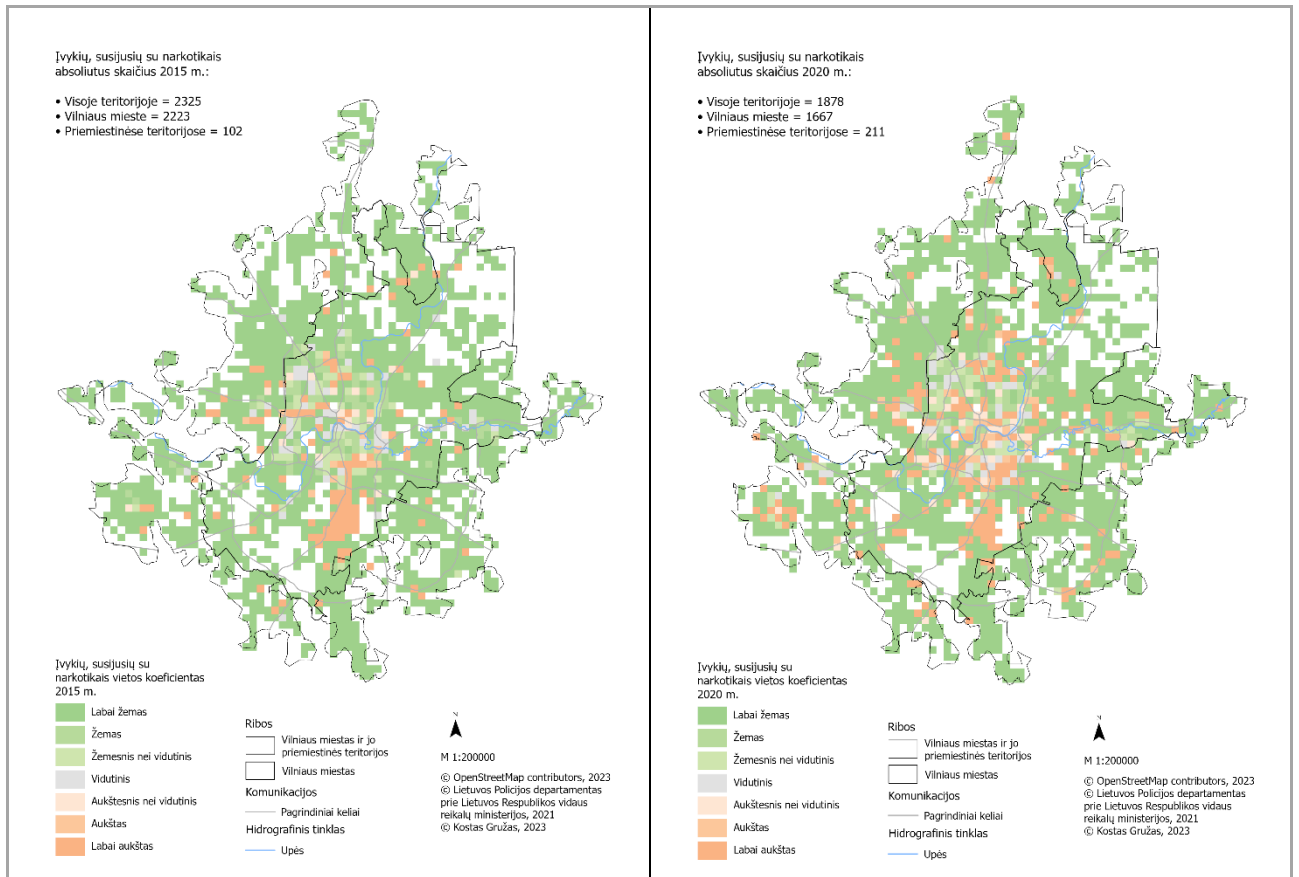 Įvykių, susijusių su narkotikais
absoliutus skaičius 2015 m.:
• Visoje teritorijoje = 2325
• Vilniaus mieste = 2223
• Priemiestinėse teritorijose = 102
Įvykių, susijusių su
narkotikais vietos koeficientas
2015 m.
Labai žemas
Žemas
Žemesnis nei vidutinis
Vidutinis
Aukštesnis nei vidutinis
Aukštas
Labai aukštas
Ribos
Vilniaus miestas ir jo
priemiestinės teritorijos
Vilniaus miestas
Komunikacijos
Pagrindiniai keliai
Hidrografinis tinklas
Upės
N
M 1:200000
© OpenStreetMap contributors, 2023
© Lietuvos Policijos departamentas
prie Lietuvos Respublikos vidaus
reikalų ministerijos, 2021
© Kostas Gružas, 2023
Įvykių, susijusių su narkotikais
absoliutus skaičius 2020 m.:
• Visoje teritorijoje = 1878
• Vilniaus mieste = 1667
• Priemiestinėse teritorijose = 211
Įvykių, susijusių su
narkotikais vietos koeficientas
2020 m.
Labai žemas
Žemas
Žemesnis nei vidutinis
Vidutinis
Aukštesnis nei vidutinis
Aukštas
Labai aukštas
Ribos
Vilniaus miestas ir jo
priemiestinės teritorijos
Vilniaus miestas
Komunikacijos
Pagrindiniai keliai
Hidrografinis tinklas
Upės
N
M 1:200000
© OpenStreetMap contributors, 2023
© Lietuvos Policijos departamentas
prie Lietuvos Respublikos vidaus
reikalų ministerijos, 2021
© Kostas Gružas, 2023